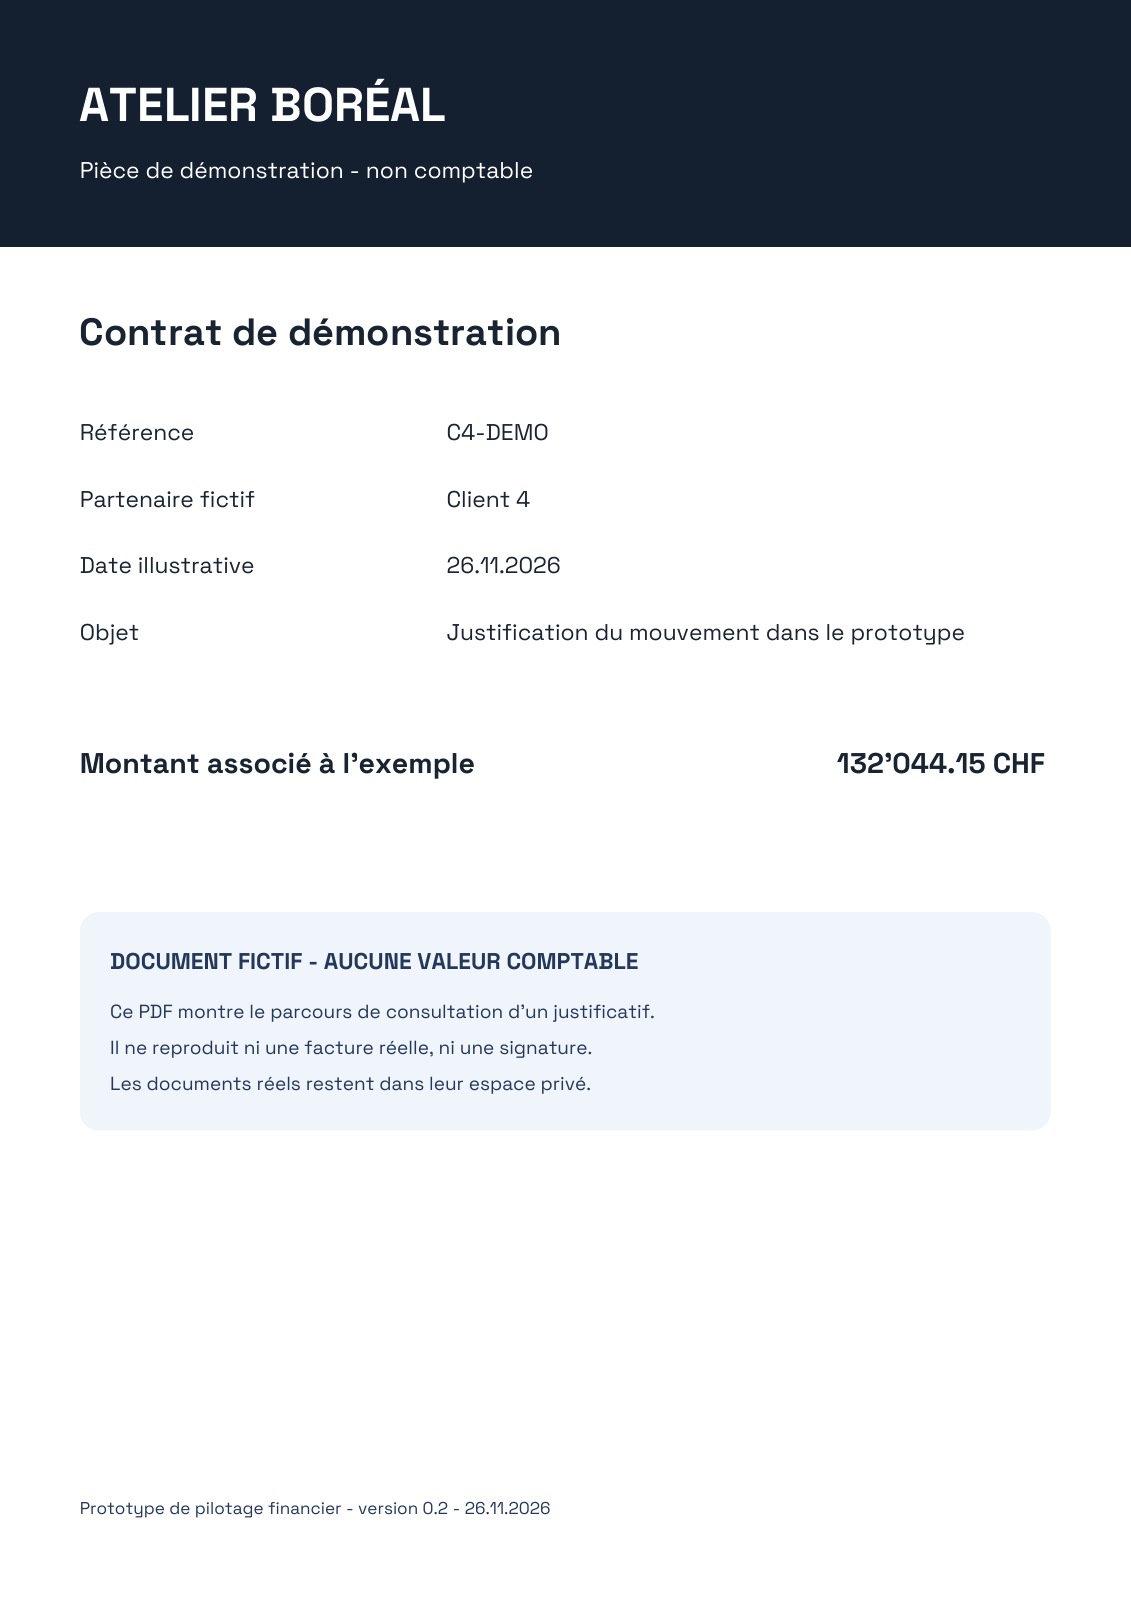 ATELIER BORÉAL
Pièce de démonstration - non comptable
Contrat de démonstration
Référence C4-DEMO
Partenaire fictif Client 4
Date illustrative 26.11.2026
Objet Justification du mouvement dans le prototype
Montant associé à l’exemple 132’044.15 CHF
DOCUMENT FICTIF - AUCUNE VALEUR COMPTABLE
Ce PDF montre le parcours de consultation d’un justificatif.
Il ne reproduit ni une facture réelle, ni une signature.
Les documents réels restent dans leur espace privé.
Prototype de pilotage financier - version 0.2 - 26.11.2026